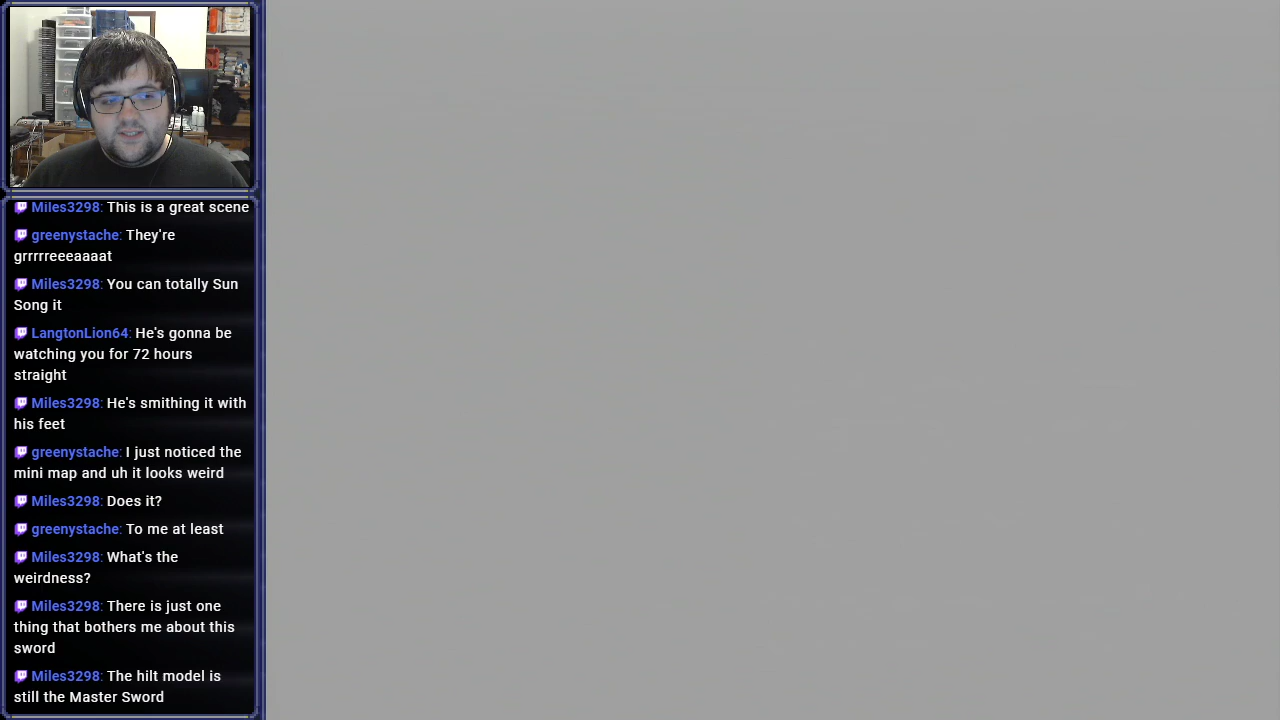 Miles3298: This is a great scene
greenystache: They're
grrrrreeeaaaat
Miles3298: You can totally Sun
Song it
LangtonLion64: He's gonna be
watching you for 72 hours
straight
Miles3298: He's smithing it with
his feet
greenystache: I just noticed the
mini map and uh it looks weird
Miles3298: Does it?
greenystache: To me at least
Miles3298: What's the
weirdness?
Miles3298: There is just one
thing that bothers me about this
sword
Miles3298: The hilt model is
still the Master Sword